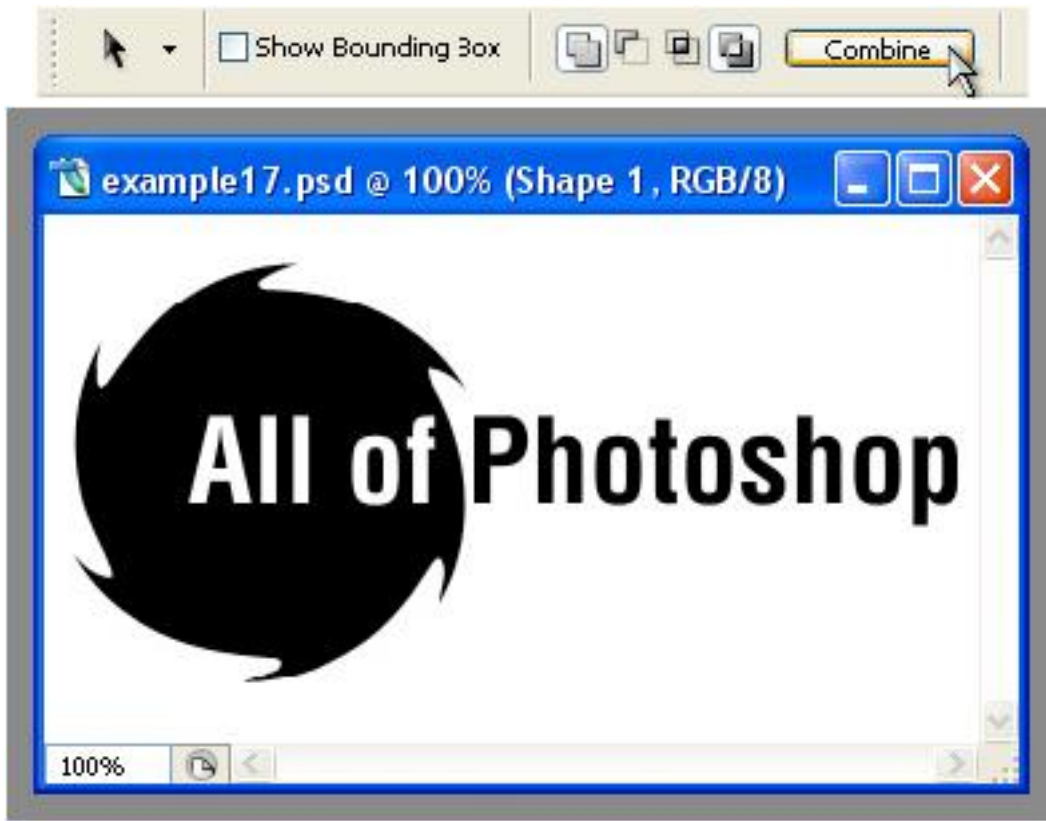 Show Bounding Box
Combine
example17.psd @ 100% (Shape 1, RGB/8)
All of Photoshop
100%